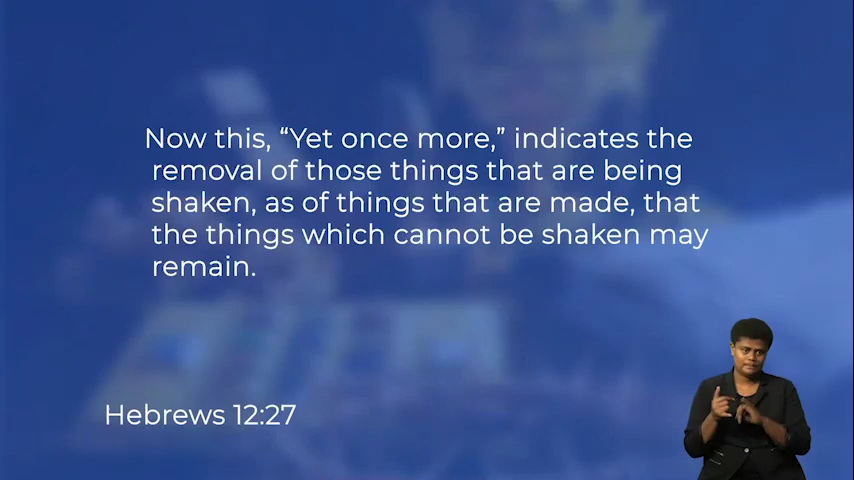 Now this, “Yet once more,” indicates the
removal of those things that are being
shaken, as of things that are made, that
the things which cannot be shaken may
remain.
Hebrews 12:27